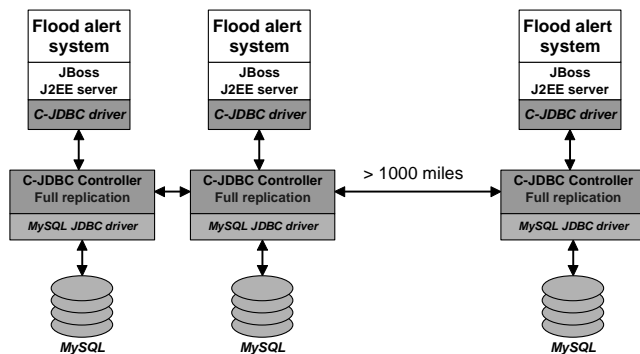 Flood alert
system
JBoss
J2EE server
C-JDBC driver
C-JDBC Controller
Full replication
MySQL JDBC driver
MySQL
Flood alert
system
JBoss
J2EE server
C-JDBC driver
C-JDBC Controller
Full replication
MySQL JDBC driver
MySQL
> 1000 miles
Flood alert
system
JBoss
J2EE server
C-JDBC driver
C-JDBC Controller
Full replication
MySQL JDBC driver
MySQL